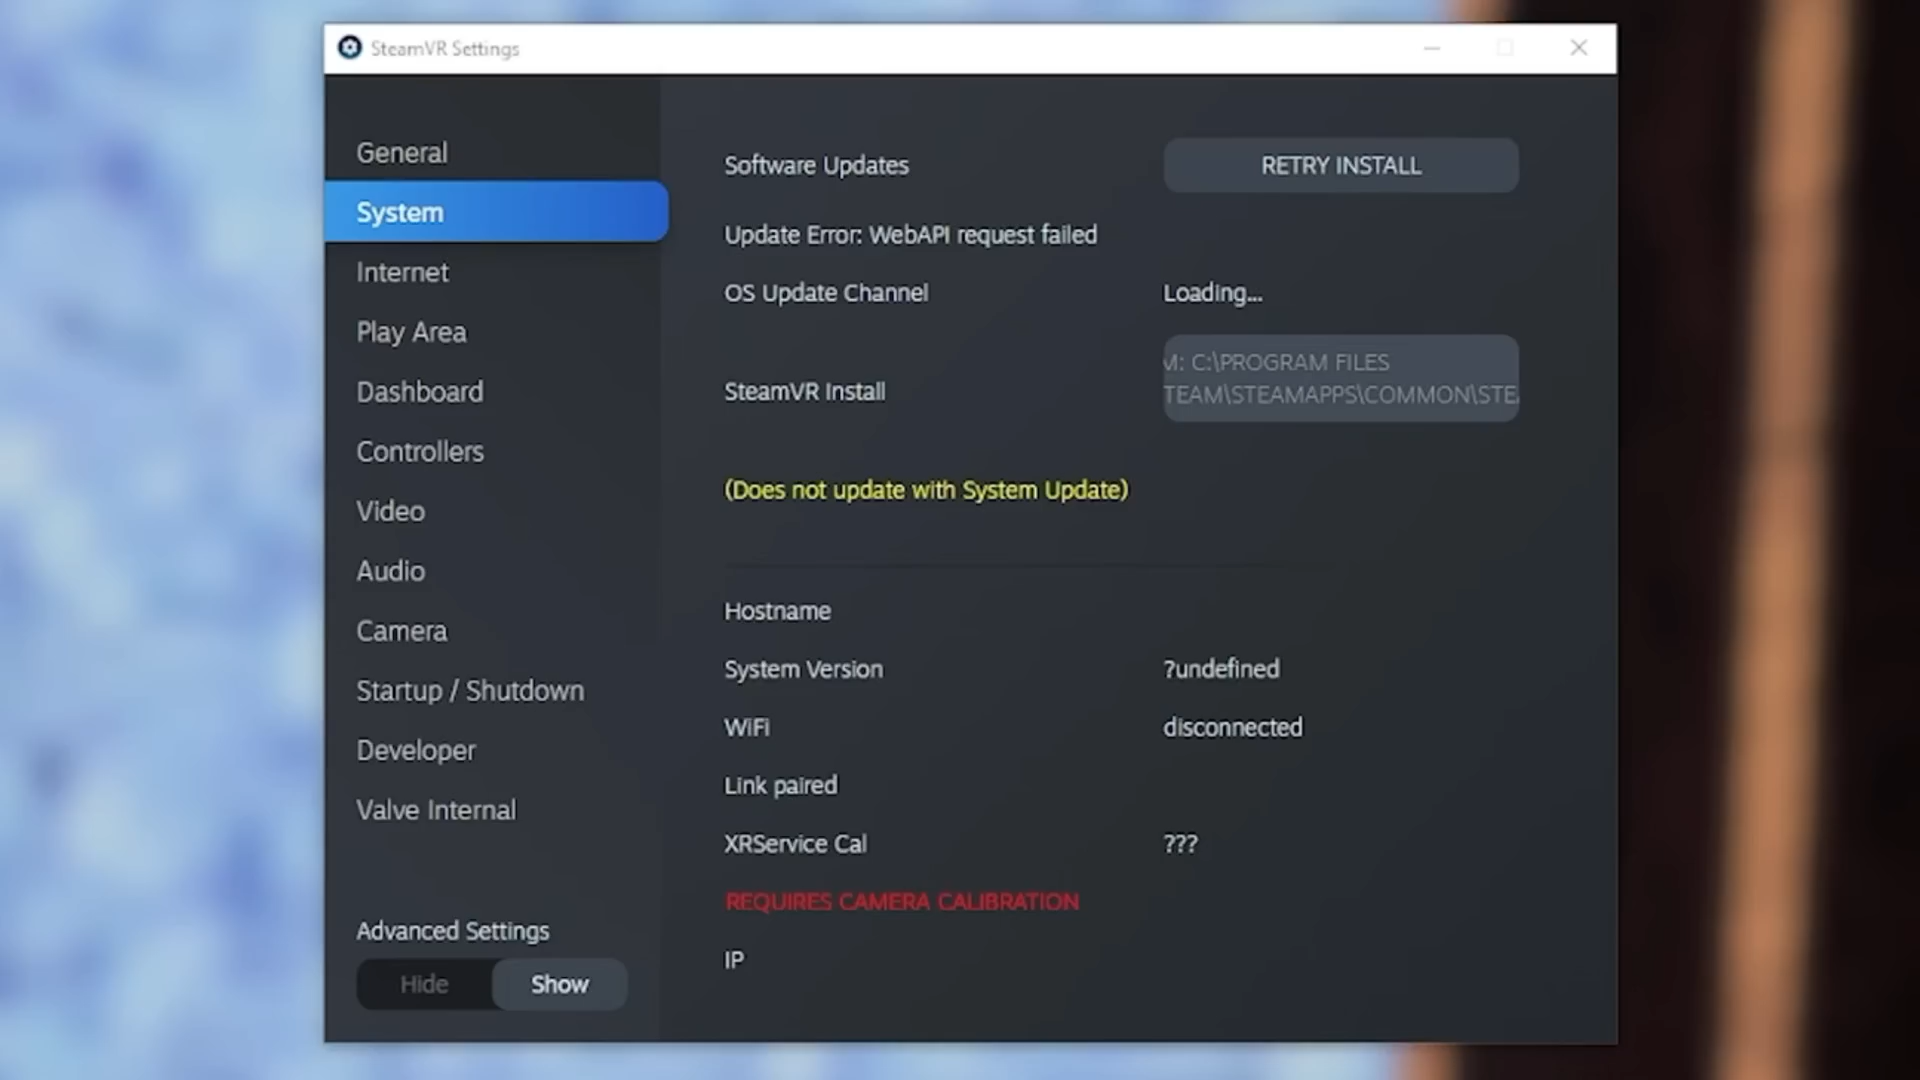 SteamVR Settings
General
System
Internet
Play Area
Dashboard
Controllers
Video
Audio
Camera
Startup / Shutdown
Developer
Valve Internal
Advanced Settings
Hide
Show
Software Updates
RETRY INSTALL
Update Error: WebAPI request failed
OS Update Channel
Loading...
SteamVR Install
M: C:\PROGRAM FILES
TEAM\STEAMAPPS\COMMON\STEA
(Does not update with System Update)
Hostname
System Version
?undefined
WiFi
disconnected
Link paired
XRService Cal
???
REQUIRES CAMERA CALIBRATION
IP